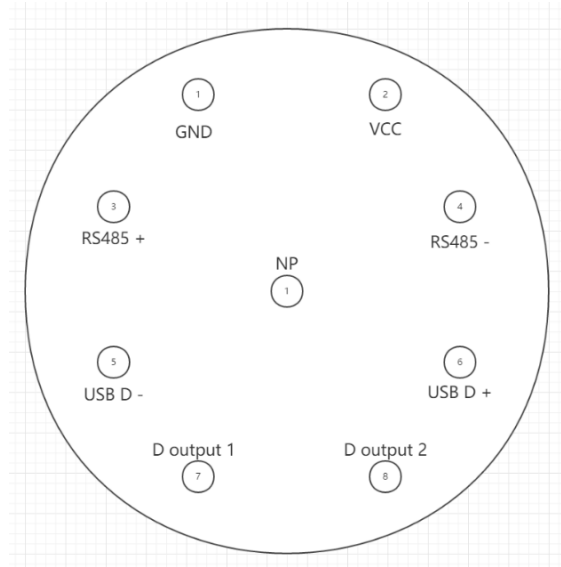 1
2
GND
VCC
3
4
RS485 +
RS485 -
NP
1
5
6
USB D -
USB D +
D output 1
D output 2
7
8